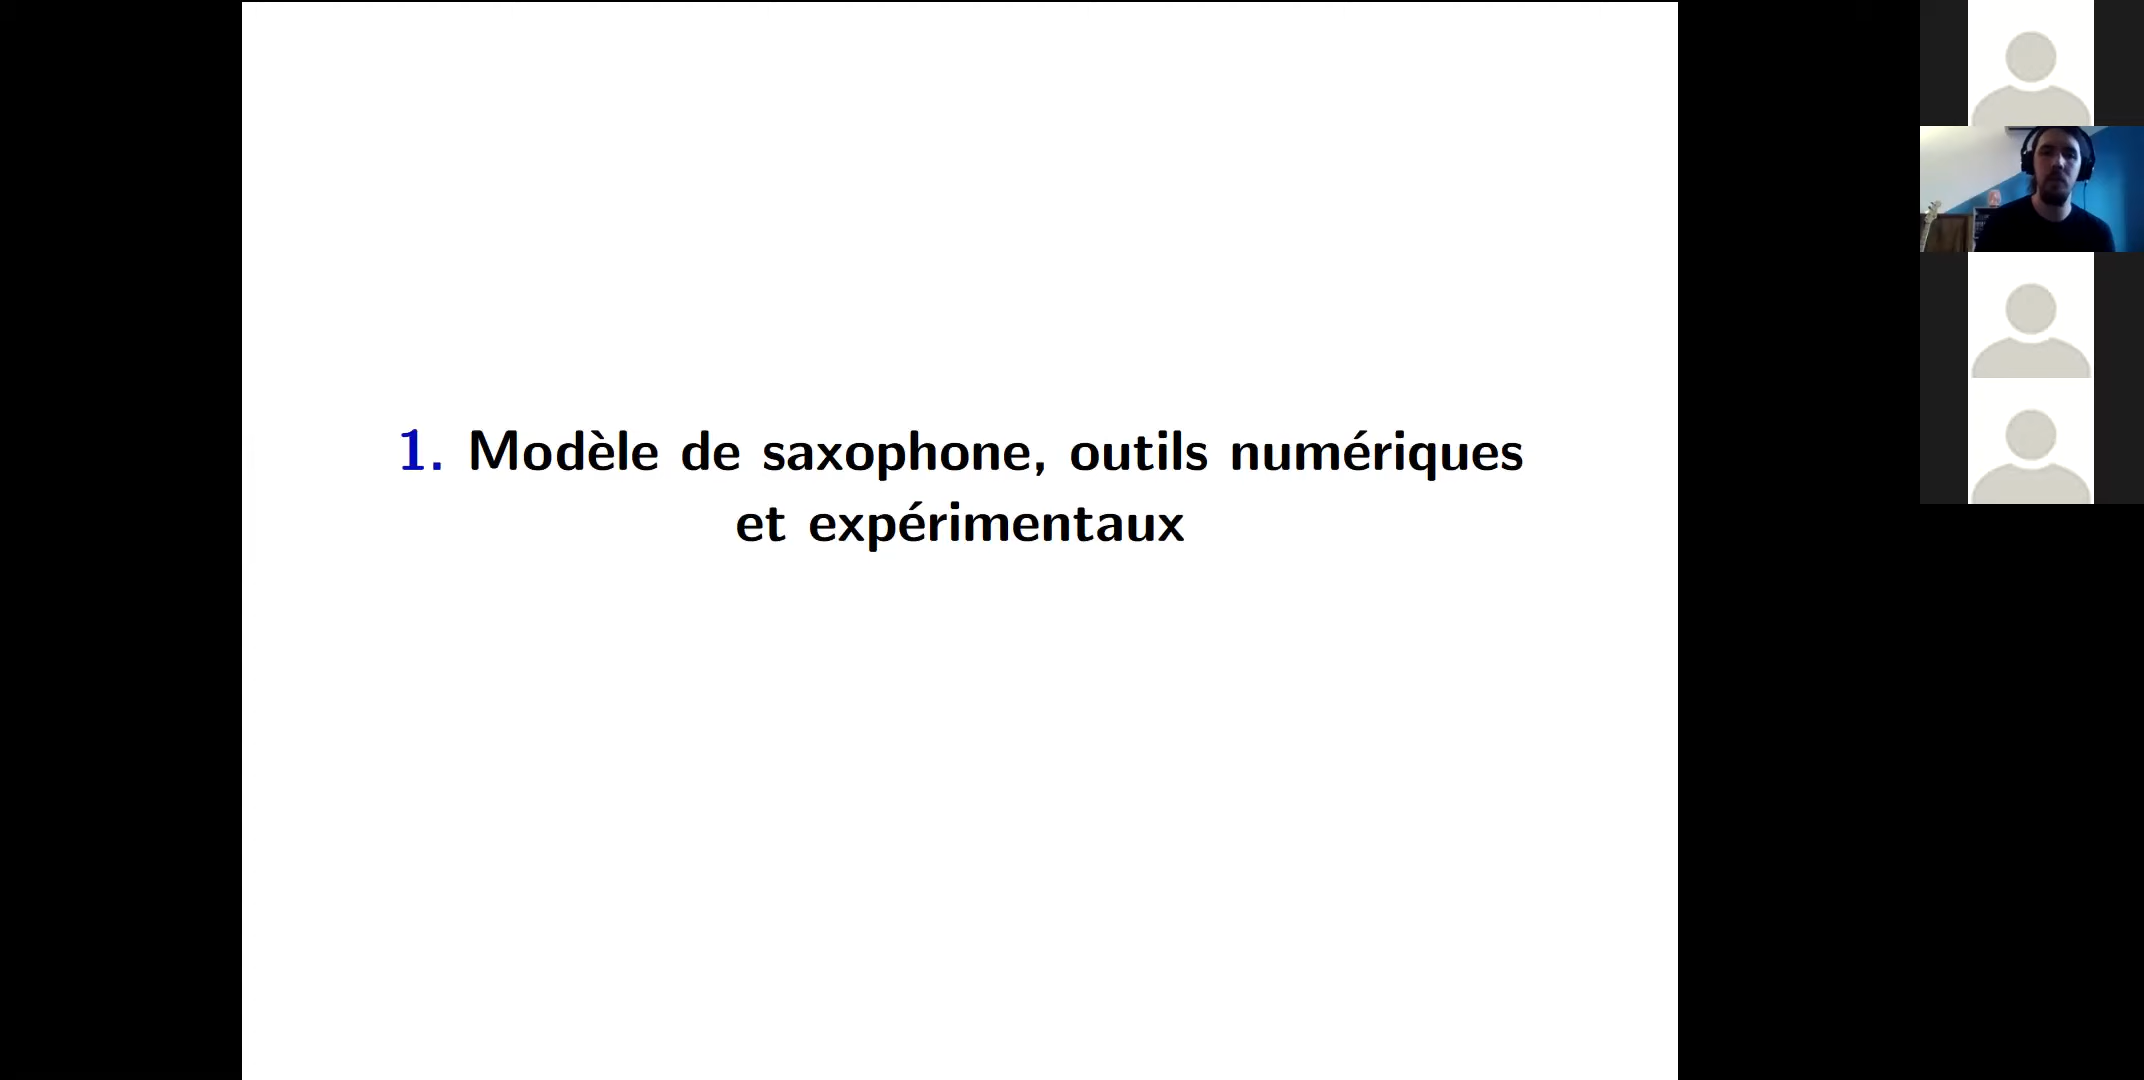 1. Modèle de saxophone, outils numériques
et expérimentaux